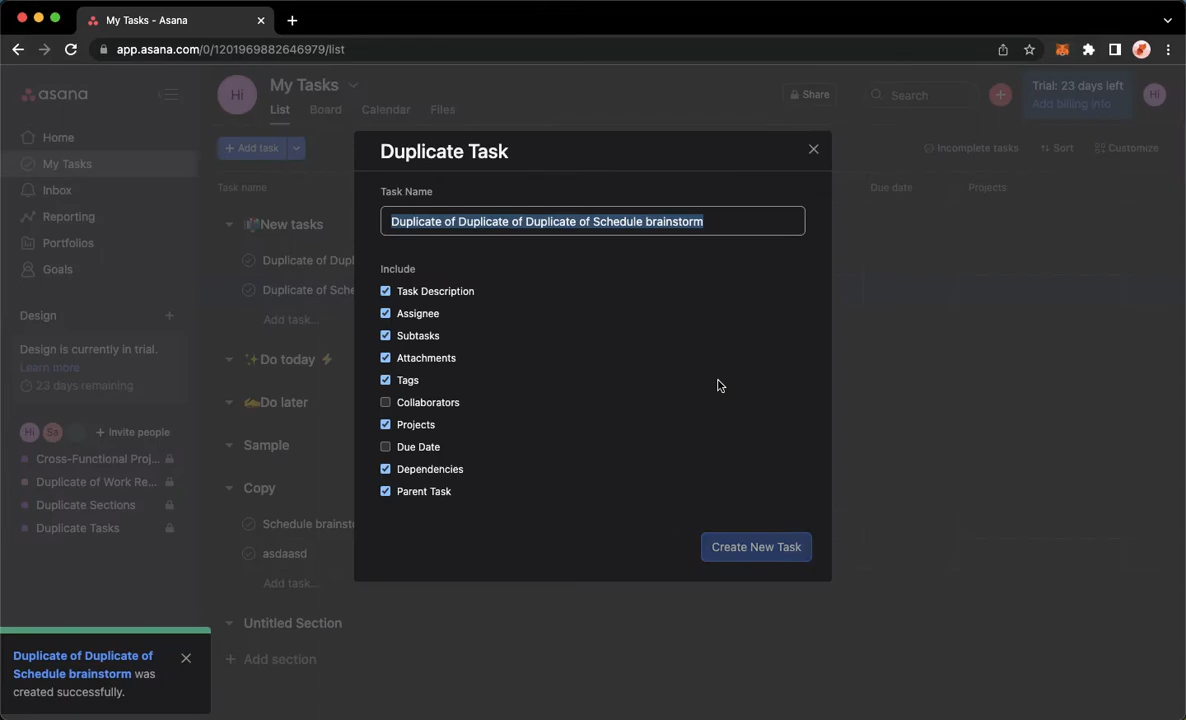 My Tasks - Asana
app.asana.com/0/1201969882646979/list
asana
Home
My Tasks
Inbox
Reporting
Portfolios
Goals
Design
Design is currently in trial.
Learn more
23 days remaining
Hi
Sa
Invite people
Cross-Functional Proj...
Duplicate of Work Re...
Duplicate Sections
Duplicate Tasks
Hi
My Tasks
List
Board
Calendar
Files
Share
Search
Trial: 23 days left
Add billing info
Hi
+ Add task
Incomplete tasks
Sort
Customize
Task name
Due date
Projects
New tasks
Duplicate of Dupl
Duplicate of Sche
Add task...
Do today
Do later
Sample
Copy
Schedule brainsto
asdaasd
Add task...
Untitled Section
+ Add section
Duplicate Task
Task Name
Duplicate of Duplicate of Duplicate of Schedule brainstorm
Include
Task Description
Assignee
Subtasks
Attachments
Tags
Collaborators
Projects
Due Date
Dependencies
Parent Task
Create New Task
Duplicate of Duplicate of
Schedule brainstorm was
created successfully.